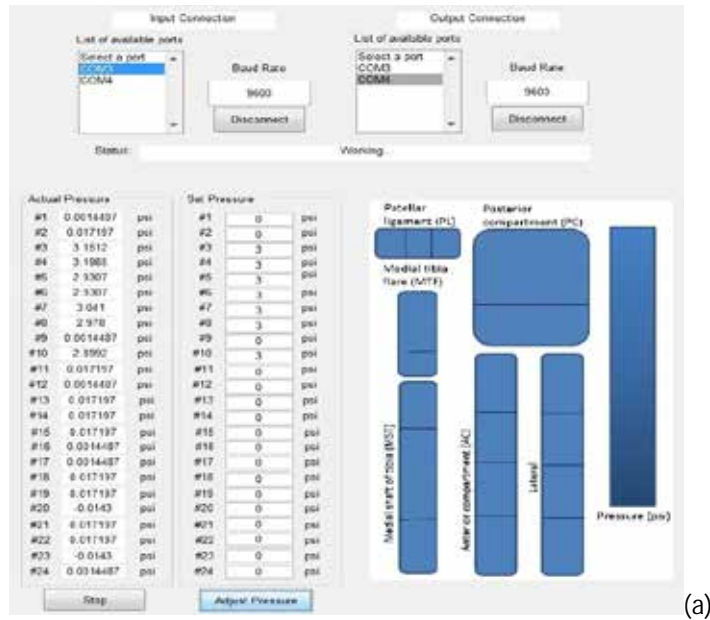 Input Connection
Output Connection
List of available ports
List of available ports
Select a port
COM3
COM4
Baud Rate
9600
Disconnect
Select a port
COM3
COM4
Baud Rate
9600
Disconnect
Status:
Working.
Actual Pressure
Set Pressure
#1 0.0014487 psi #1 0 psi
#2 0.017197 psi #2 0 psi
#3 3.1512 psi #3 3 psi
#4 psi #4 3 psi
#5 2.9307 psi #5 3 psi
#6 2.9307 psi #6 3 psi
#7 3.041 psi #7 3 psi
#8 2.978 psi #8 3 psi
#9 0.0014487 psi #9 0 psi
#10 2.8992 psi #10 3 psi
#11 0.017197 psi #11 0 psi
#12 0.0014487 psi #12 0 psi
#13 0.017197 psi #13 0 psi
#14 0.017197 psi #14 0 psi
#15 0.017197 psi #15 0 psi
#16 0.0014487 psi #16 0 psi
#17 0.0014487 psi #17 0 psi
#18 0.017197 psi #18 0 psi
#19 0.017197 psi #19 0 psi
#20 -0.0143 psi #20 0 psi
#21 0.017197 psi #21 0 psi
#22 0.017197 psi #22 0 psi
#23 -0.0143 psi #23 0 psi
#24 0.0014487 psi #24 0 psi
Stop
Adjust Pressure
Patellar
ligament (PL)
Posterior
compartment (PC)
Medial tibia
flare (MTF)
Medial shaft of tibia (MST)
Anterior compartment (AC)
Lateral
Pressure (psi)
(a)